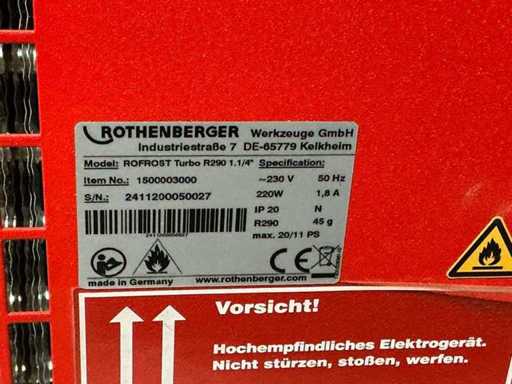 ROTHENBERGER Werkzeuge GmbH
Industriestraße 7 DE-65779 Kelkheim
Model: ROFROST Turbo R290 1.1/4" Specification:
Item No.: 1500003000 ~230 V 50 Hz
S/N.: 2411200050027 220W 1,8 A
IP 20 N
R290 45 g
2411200050027 max. 20/11 PS
CE
made in Germany www.rothenberger.com
Vorsicht!
Hochempfindliches Elektrogerät.
Nicht stürzen, stoßen, werfen.